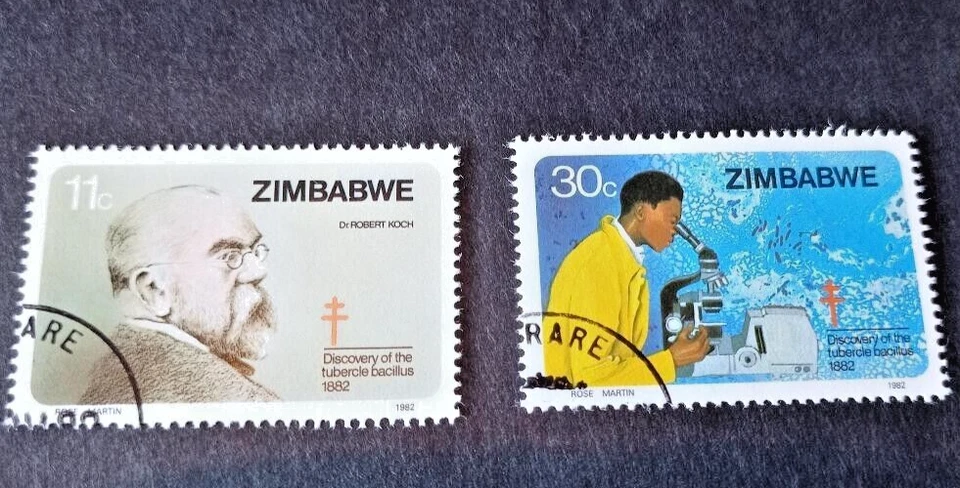 11c
ZIMBABWE
Dr ROBERT KOCH
Discovery of the
tubercle bacillus
1882
ARE
ROSE MARTIN
1982
30c
ZIMBABWE
Discovery of the
tubercle bacillus
1882
RARE
ROSE MARTIN
1982